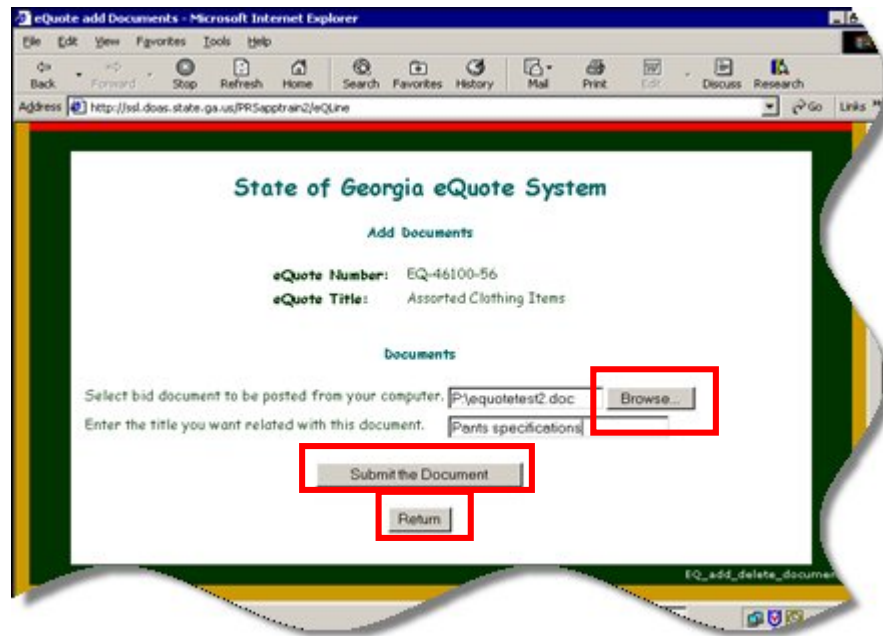 eQuote add Documents - Microsoft Internet Explorer
File Edit View Favorites Tools Help
Back Forward Stop Refresh Home Search Favorites History Mail Print Edit Discuss Research
Address http://ssl.doas.state.ga.us/PRSapptrain2/eQLine Go Links
State of Georgia eQuote System
Add Documents
eQuote Number: EQ-46100-56
eQuote Title: Assorted Clothing Items
Documents
Select bid document to be posted from your computer. P:\equotetest2.doc Browse...
Enter the title you want related with this document. Pants specifications
Submit the Document
Return
EQ_add_delete_documen